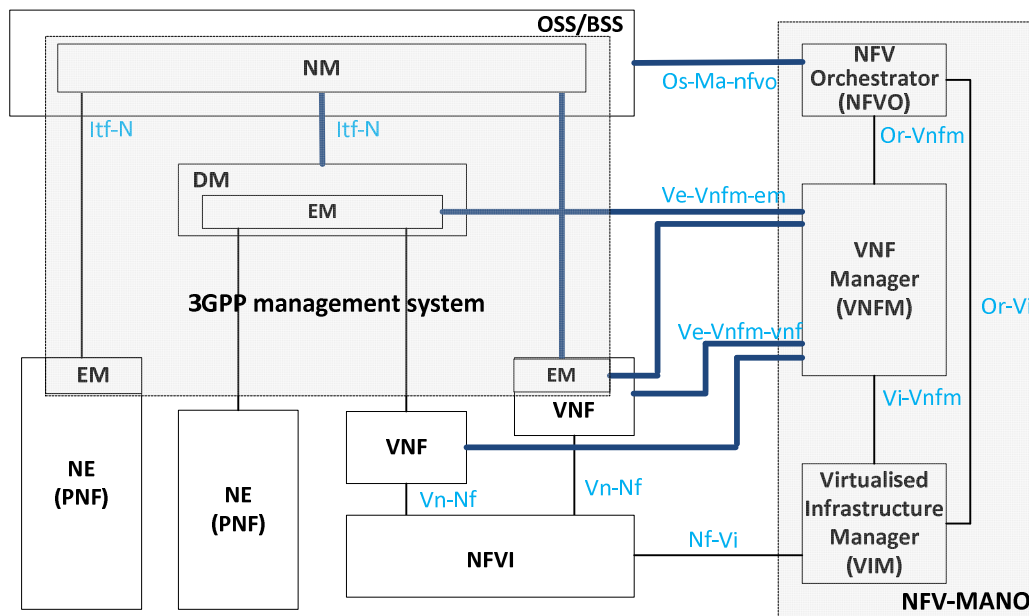 OSS/BSS
NM
NFV
Orchestrator
(NFVO)
Os-Ma-nfvo
Itf-N
Itf-N
Or-Vnfm
DM
EM
Ve-Vnfm-em
VNF
Manager
(VNFM)
3GPP management system
Or-Vi
Ve-Vnfm-vnf
EM
EM
VNF
Vi-Vnfm
VNF
NE
(PNF)
NE
(PNF)
Vn-Nf
Vn-Nf
Virtualised
Infrastructure
Manager
(VIM)
Nf-Vi
NFVI
NFV-MANO